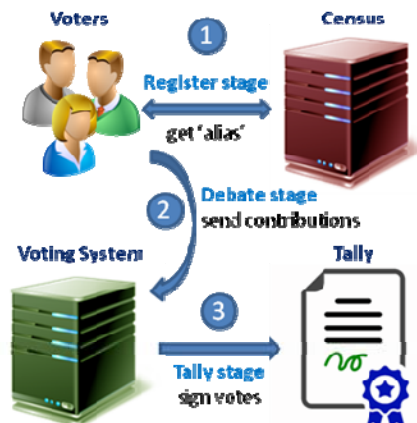 Voters
1
Census
Register stage
get 'alias'
2
Debate stage
send contributions
Voting System
3
Tally
Tally stage
sign votes